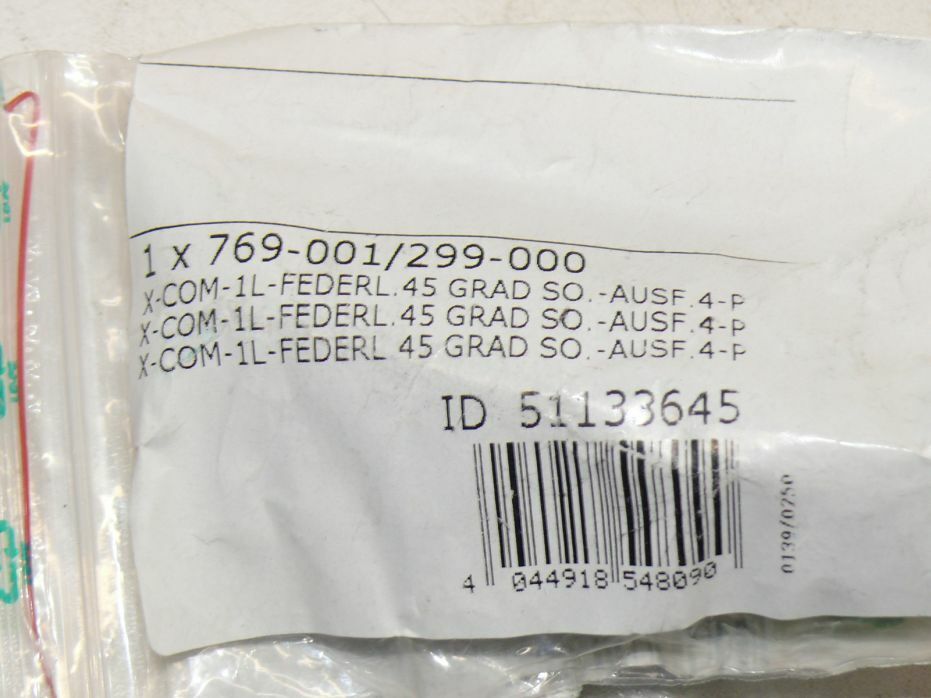 1 x 769-001/299-000
X-COM-1L-FEDERL.45 GRAD SO.-AUSF.4-P
X-COM-1L-FEDERL.45 GRAD SO.-AUSF.4-P
X-COM-1L-FEDERL 45 GRAD SO.-AUSF.4-P
ID 51133645
4 044918 548090
0139/0250